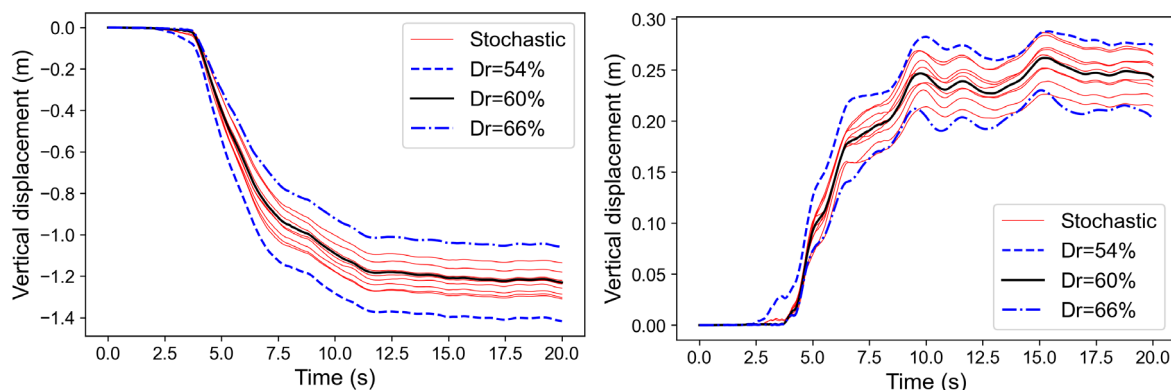 Vertical displacement (m)
0.0
−0.2
−0.4
−0.6
−0.8
−1.0
−1.2
−1.4
Stochastic
Dr=54%
Dr=60%
Dr=66%
0.0 2.5 5.0 7.5 10.0 12.5 15.0 17.5 20.0
Time (s)
Vertical displacement (m)
0.30
0.25
0.20
0.15
0.10
0.05
0.00
Stochastic
Dr=54%
Dr=60%
Dr=66%
0.0 2.5 5.0 7.5 10.0 12.5 15.0 17.5 20.0
Time (s)